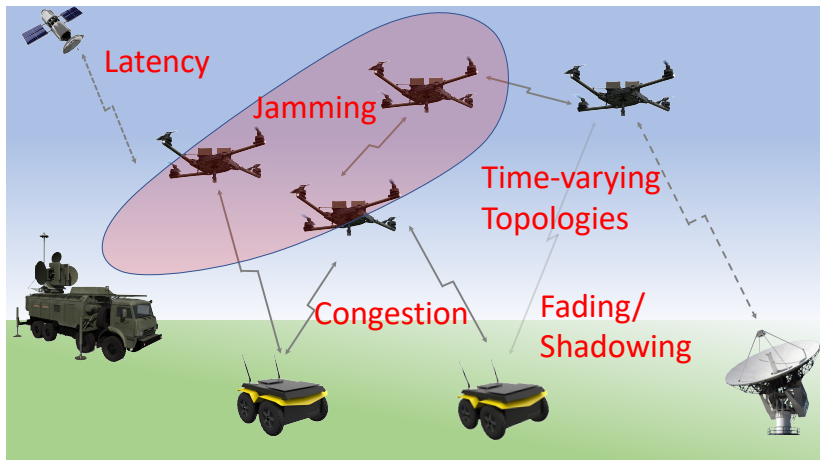 Latency
Jamming
Time-varying
Topologies
Congestion
Fading/
Shadowing